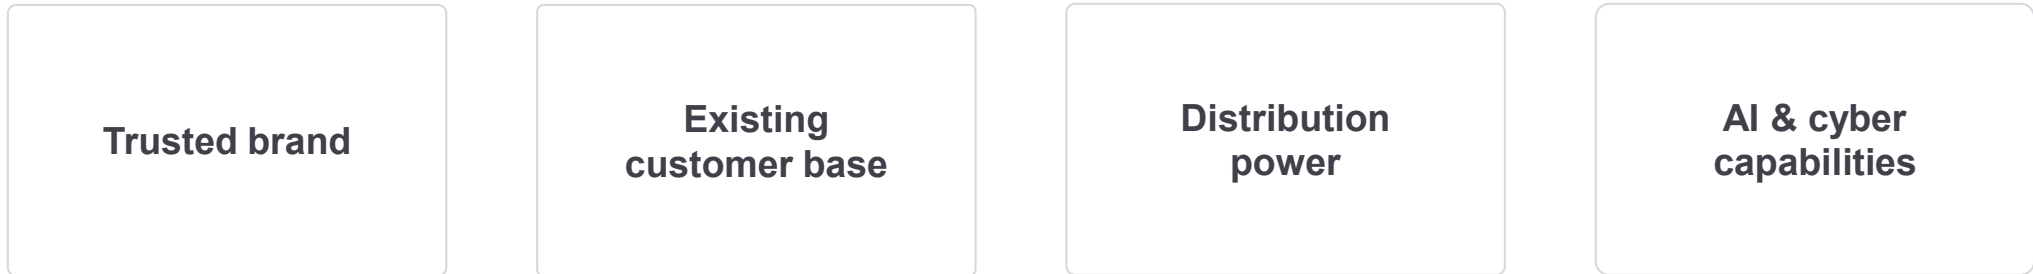 Trusted brand
Existing
customer base
Distribution
power
AI & cyber
capabilities